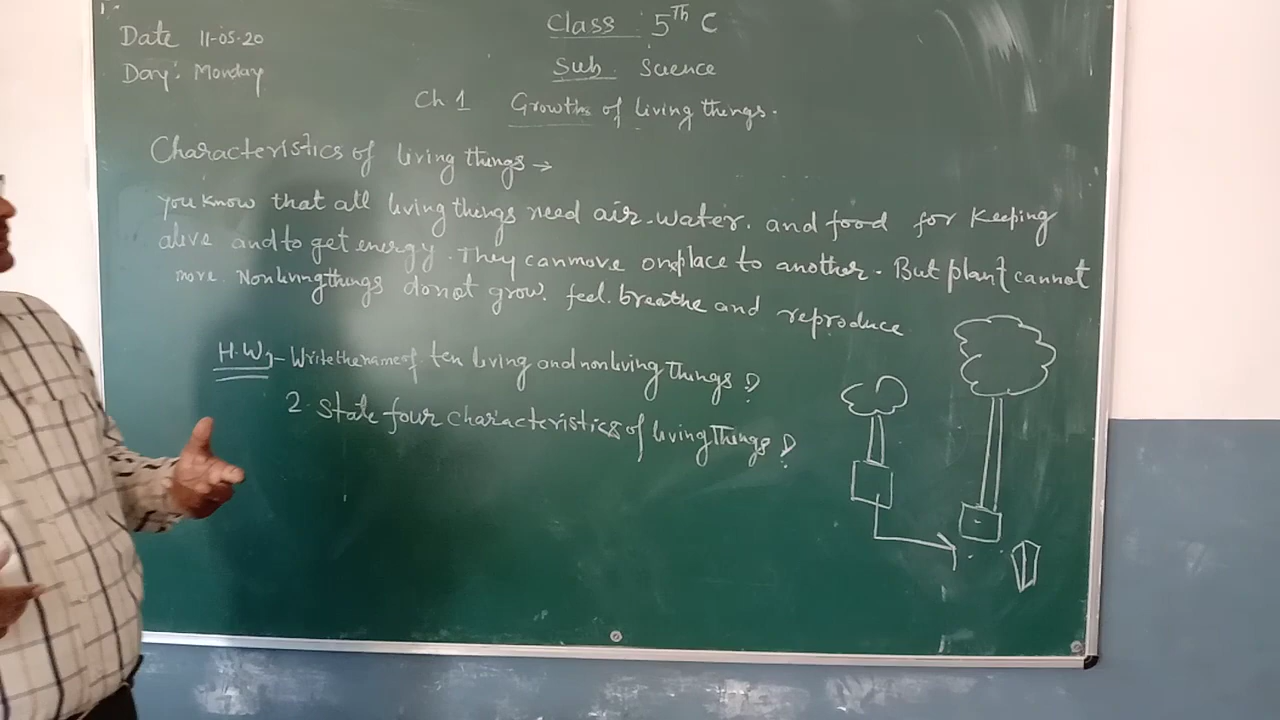 Date 11-05-20
Day: Monday
Class : 5Th C
Sub. Science
Ch 1 Growth of living things.
Characteristics of living things →
you know that all living things need air. water. and food for keeping
alive and to get energy. They can move one place to another. But plant cannot
move. Nonliving things do not grow. feel. breathe and reproduce
H.W 1- Write the name of ten living and nonliving things ?
2. State four characteristics of living things ?